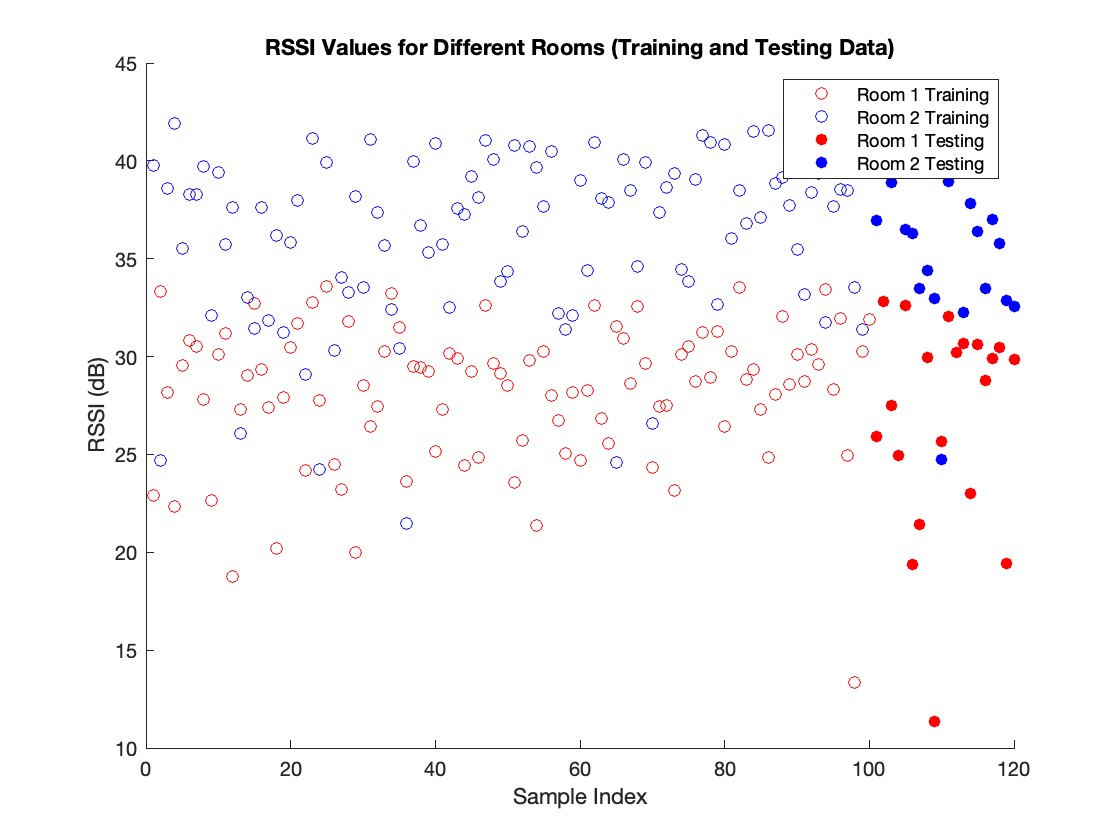 RSSI Values for Different Rooms (Training and Testing Data)
45
40
35
30
25
20
15
10
RSSI (dB)
Room 1 Training
Room 2 Training
Room 1 Testing
Room 2 Testing
0 20 40 60 80 100 120
Sample Index